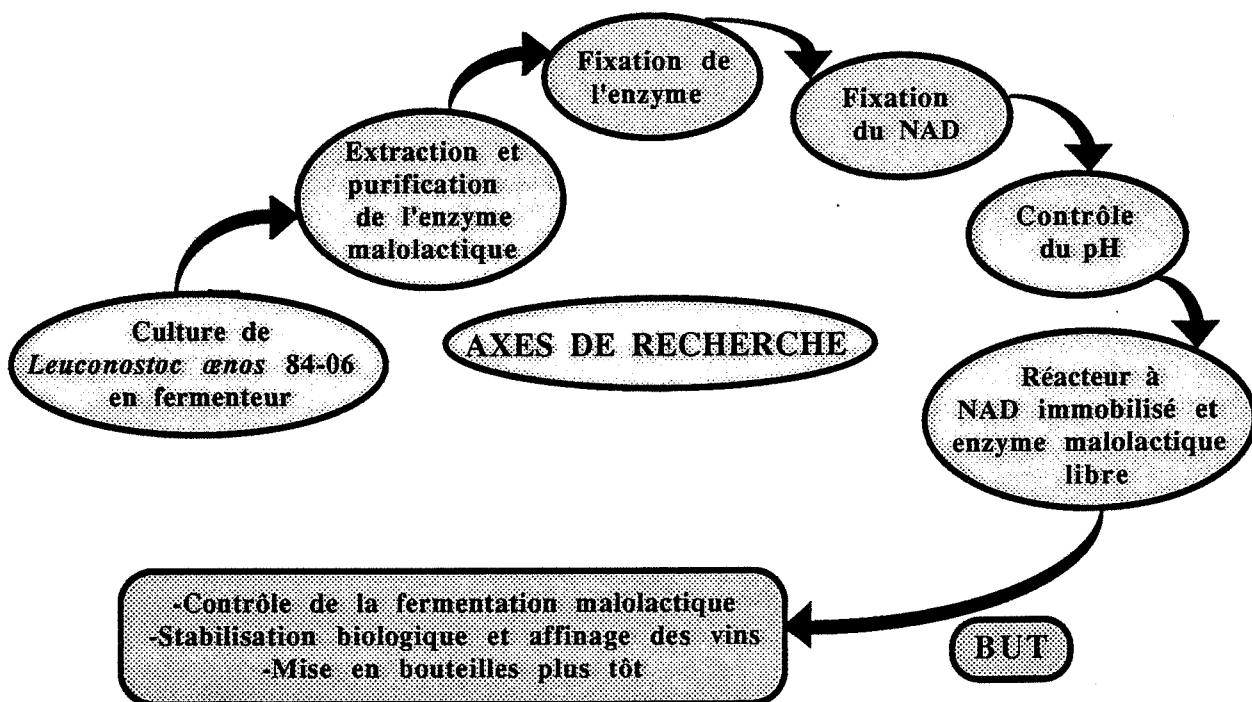 Culture de
Leuconostoc œnos 84-06
en fermenteur
Extraction et
purification
de l'enzyme
malolactique
Fixation de
l'enzyme
Fixation
du NAD
Contrôle
du pH
Réacteur à
NAD immobilisé et
enzyme malolactique
libre
AXES DE RECHERCHE
BUT
-Contrôle de la fermentation malolactique
-Stabilisation biologique et affinage des vins
-Mise en bouteilles plus tôt